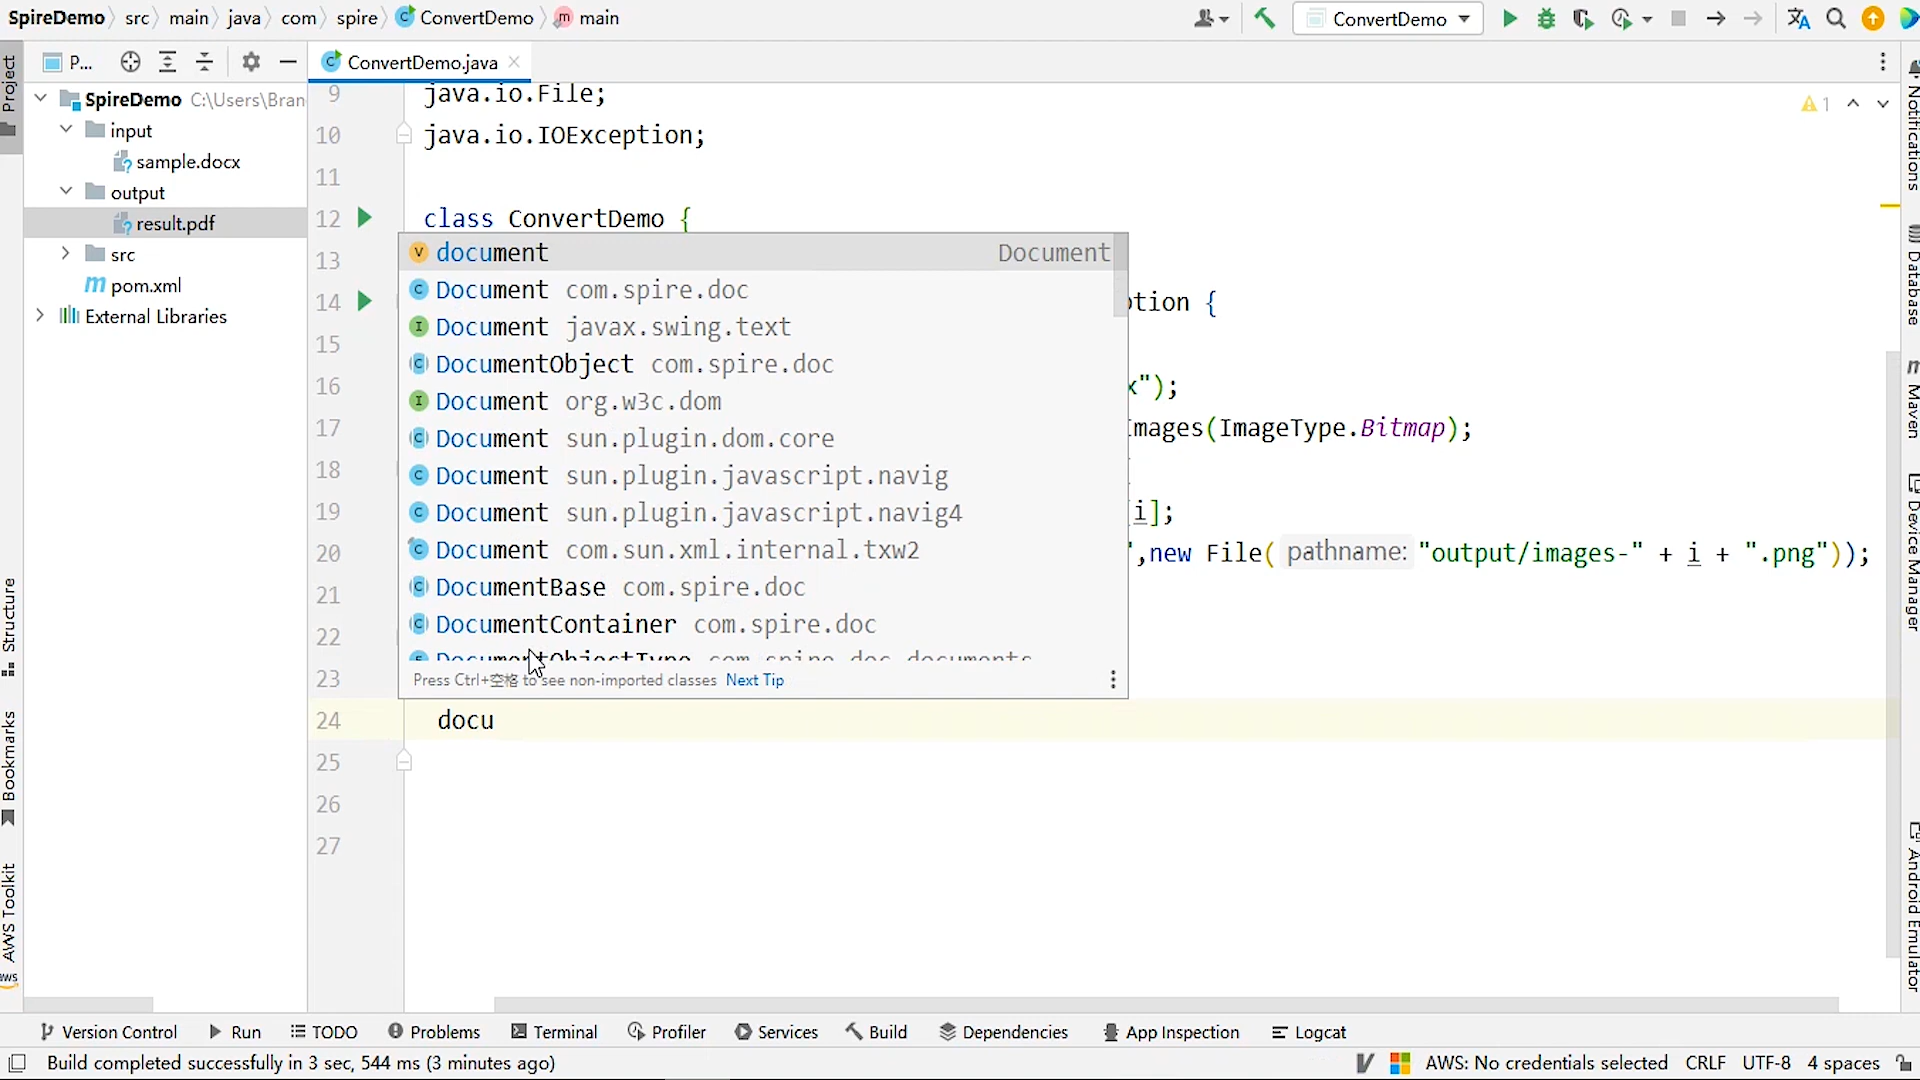 SpireDemo src main java com spire ConvertDemo main
ConvertDemo
P...
ConvertDemo.java
Project
SpireDemo C:\Users\Bran
input
sample.docx
output
result.pdf
src
pom.xml
External Libraries
1
9 java.io.File;
10 java.io.IOException;
11
12 class ConvertDemo {
13
14 tion {
15
16 x");
17 Images(ImageType.Bitmap);
18
19 [i];
20 ",new File( pathname: "output/images-" + i + ".png"));
21
22
23
24 docu
25
26
27
document Document
Document com.spire.doc
Document javax.swing.text
DocumentObject com.spire.doc
Document org.w3c.dom
Document sun.plugin.dom.core
Document sun.plugin.javascript.navig
Document sun.plugin.javascript.navig4
Document com.sun.xml.internal.txw2
DocumentBase com.spire.doc
DocumentContainer com.spire.doc
DocumentObjectType com.spire.doc.documents
Press Ctrl+空格 to see non-imported classes Next Tip
Structure
Bookmarks
AWS Toolkit
aws
Notifications
Database
Maven
Device Manager
Android Emulator
Version Control Run TODO Problems Terminal Profiler Services Build Dependencies App Inspection Logcat
Build completed successfully in 3 sec, 544 ms (3 minutes ago)
AWS: No credentials selected CRLF UTF-8 4 spaces